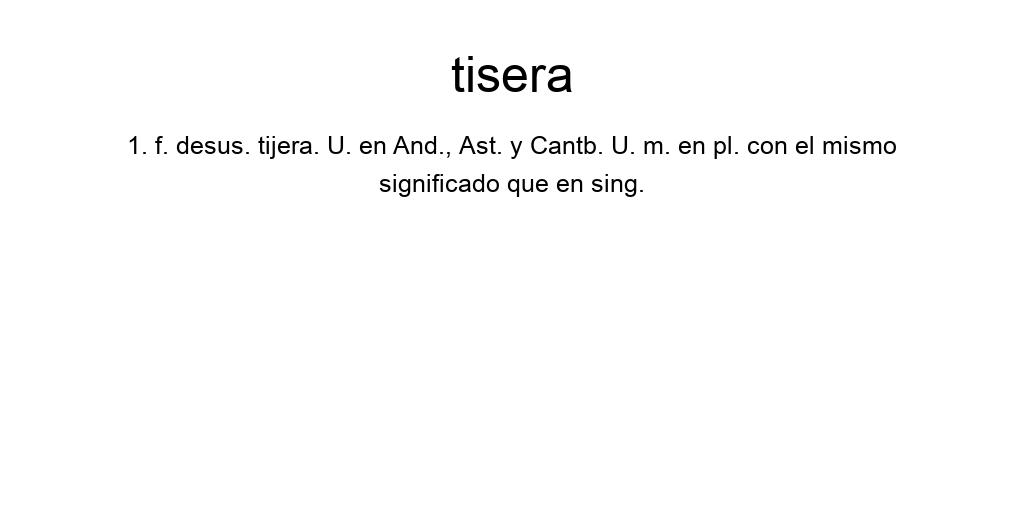 tisera
1. f. desus. tijera. U. en And., Ast. y Cantb. U. m. en pl. con el mismo
significado que en sing.